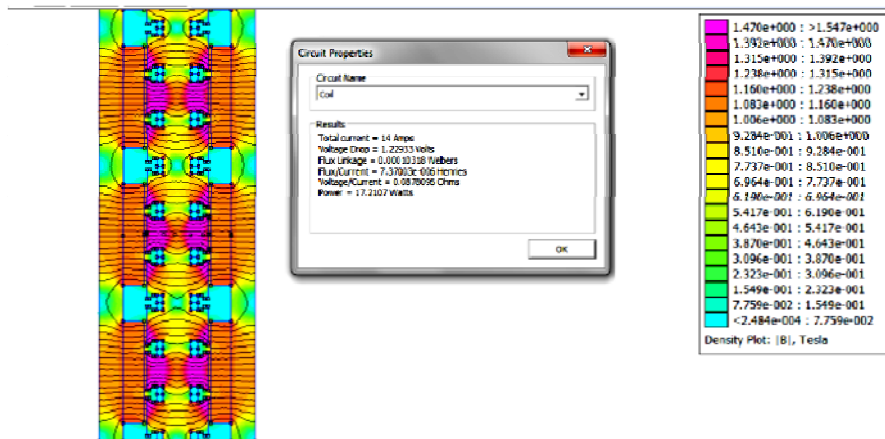 Circuit Properties
Circuit Name
Coil
Results
Total current = 14 Amps
Voltage Drop = 1.22933 Volts
Flux Linkage = 0.00010318 Webers
Flux/Current = 7.37003e-006 Henries
Voltage/Current = 0.0878095 Ohms
Power = 17.2107 Watts
OK
1.470e+000 : >1.547e+000
1.392e+000 : 1.470e+000
1.315e+000 : 1.392e+000
1.238e+000 : 1.315e+000
1.160e+000 : 1.238e+000
1.083e+000 : 1.160e+000
1.006e+000 : 1.083e+000
9.284e-001 : 1.006e+000
8.510e-001 : 9.284e-001
7.737e-001 : 8.510e-001
6.964e-001 : 7.737e-001
6.190e-001 : 6.964e-001
5.417e-001 : 6.190e-001
4.643e-001 : 5.417e-001
3.870e-001 : 4.643e-001
3.096e-001 : 3.870e-001
2.323e-001 : 3.096e-001
1.549e-001 : 2.323e-001
7.759e-002 : 1.549e-001
<2.484e-004 : 7.759e-002
Density Plot: |B|, Tesla